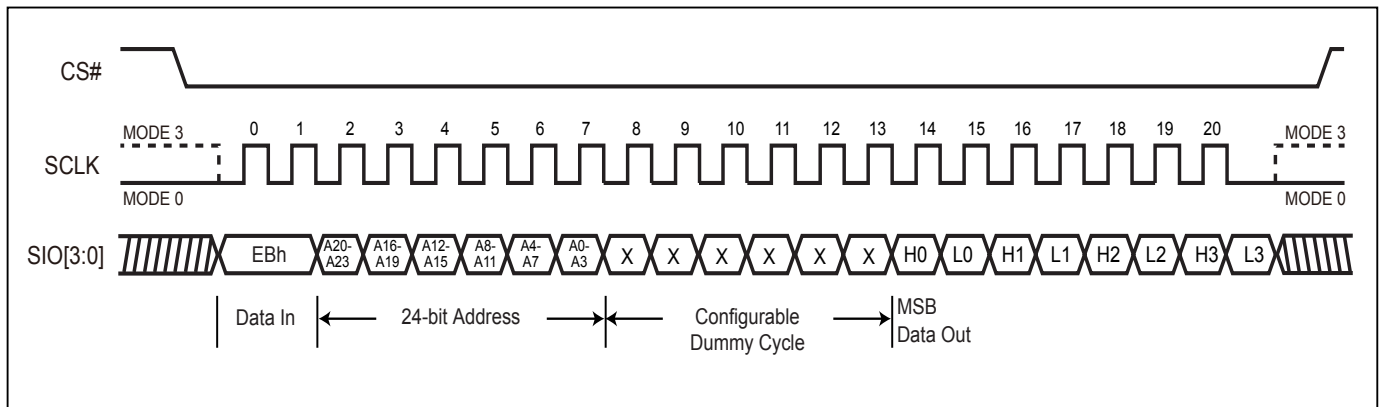 CS#
MODE 3
0 1 2 3 4 5 6 7 8 9 10 11 12 13 14 15 16 17 18 19 20
MODE 3
SCLK
MODE 0
MODE 0
SIO[3:0]
EBh
A20-
A23
A16-
A19
A12-
A15
A8-
A11
A4-
A7
A0-
A3
X X X X X X H0 L0 H1 L1 H2 L2 H3 L3
Data In
24-bit Address
Configurable
Dummy Cycle
MSB
Data Out